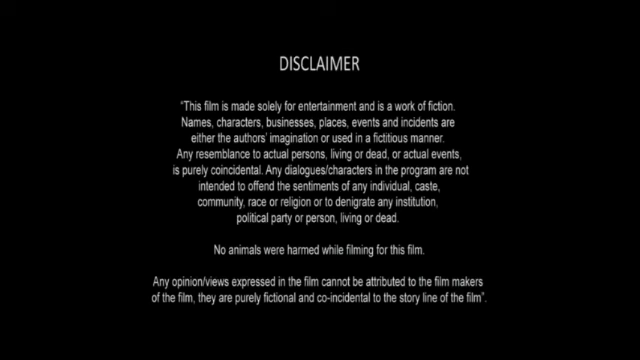 DISCLAIMER
"This film is made solely for entertainment and is a work of fiction.
Names, characters, businesses, places, events and incidents are
either the authors' imagination or used in a fictitious manner.
Any resemblance to actual persons, living or dead, or actual events,
is purely coincidental. Any dialogues/characters in the program are not
intended to offend the sentiments of any individual, caste,
community, race or religion or to denigrate any institution,
political party or person, living or dead.
No animals were harmed while filming for this film.
Any opinion/views expressed in the film cannot be attributed to the film makers
of the film, they are purely fictional and co-incidental to the story line of the film".